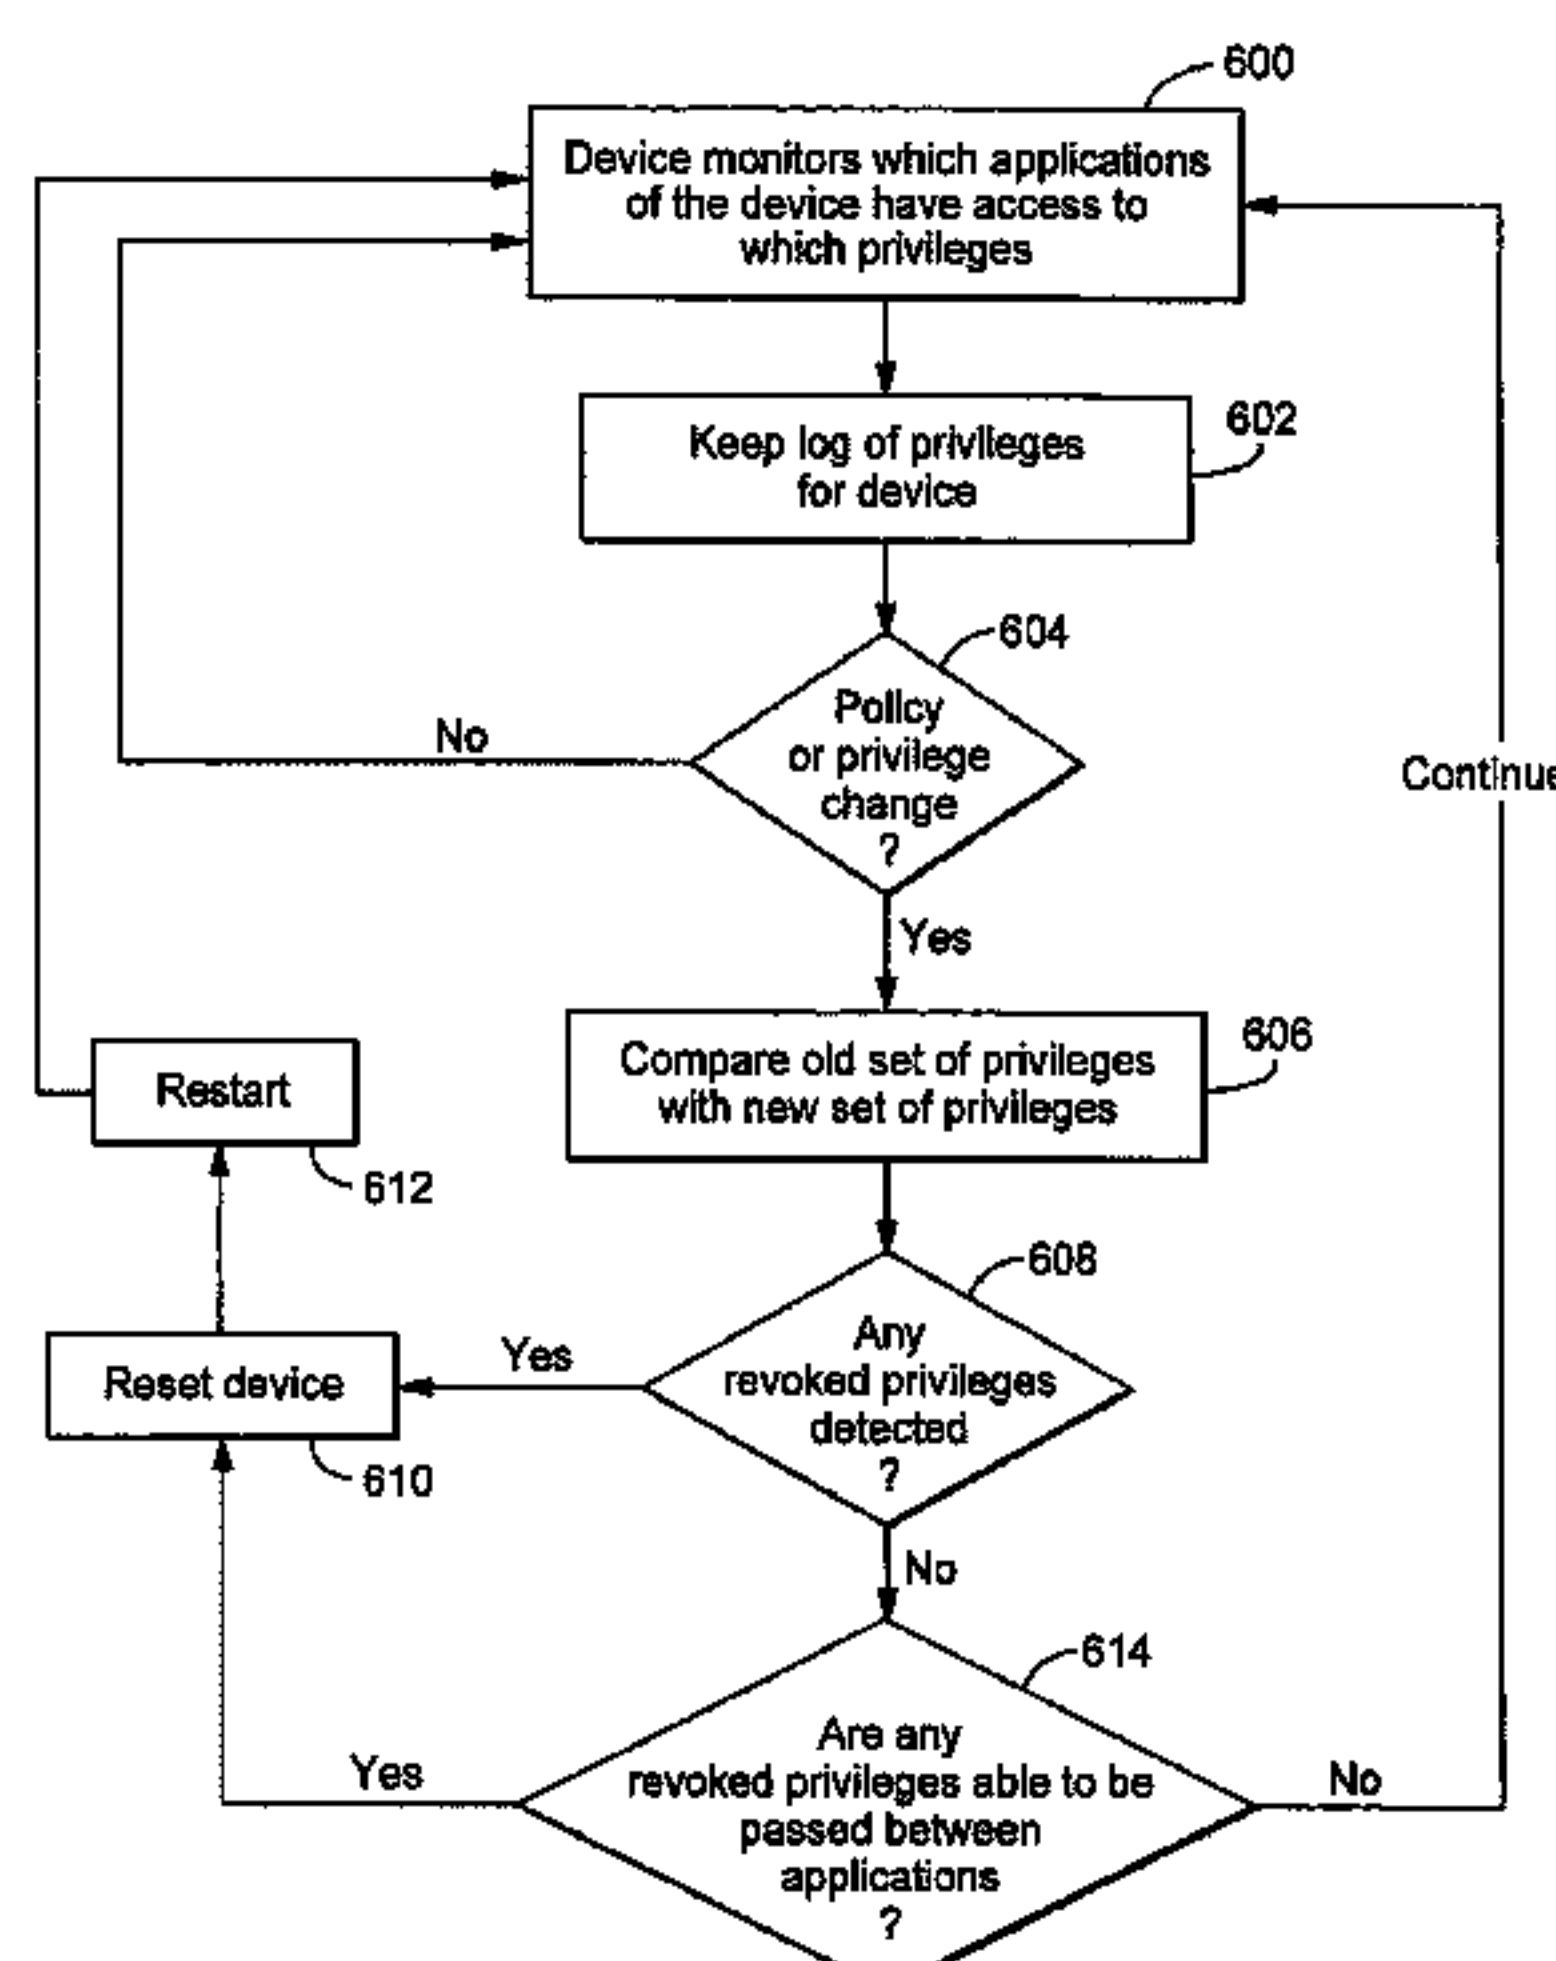 600
Device monitors which applications
of the device have access to
which privileges
602
Keep log of privileges
for device
604
Policy
or privilege
change
?
No
Continue
Yes
606
Compare old set of privileges
with new set of privileges
Restart
612
608
Any
revoked privileges
detected
?
Yes
Reset device
610
No
614
Are any
revoked privileges able to be
passed between
applications
?
Yes
No